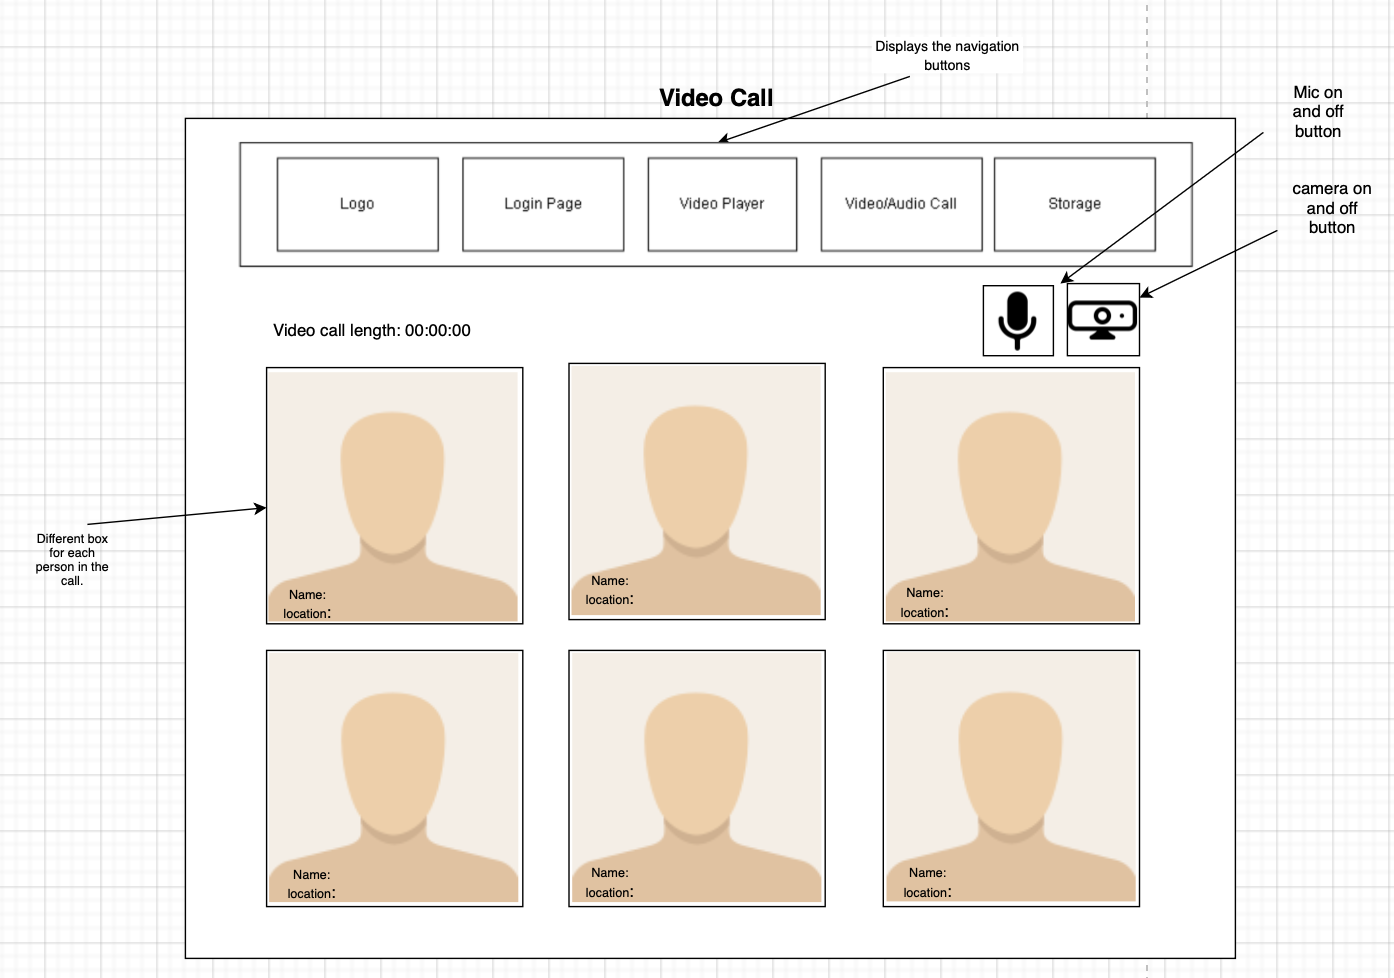 Displays the navigation
buttons
Video Call
Mic on
and off
button
camera on
and off
button
Logo
Login Page
Video Player
Video/Audio Call
Storage
Video call length: 00:00:00
Different box
for each
person in the
call.
Name:
location:
Name:
location:
Name:
location:
Name:
location:
Name:
location:
Name:
location: